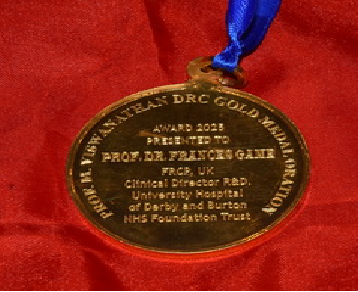 PROF. M. VISWANATHAN DRC GOLD MEDAL ORATION
AWARD 2025
PRESENTED TO
PROF. DR. FRANCES GAME
FRCP, UK
Clinical Director R&D.
University Hospital
of Derby and Burton
NHS Foundation Trust